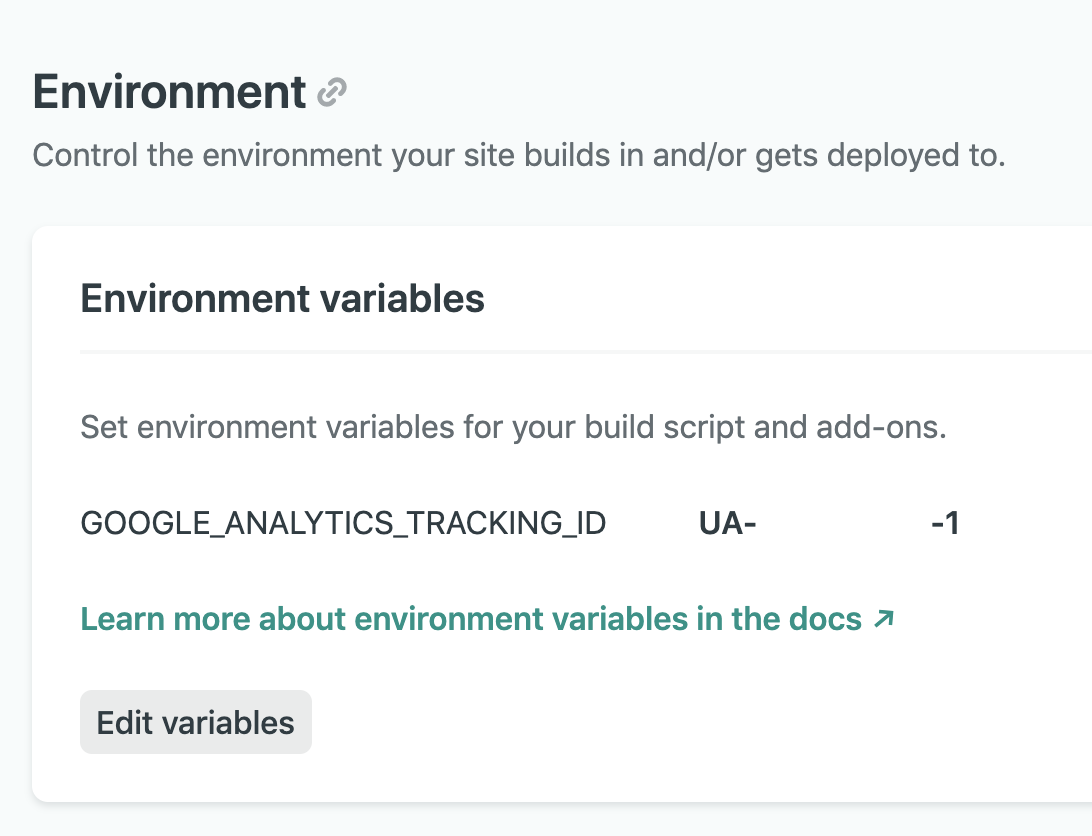 Environment
Control the environment your site builds in and/or gets deployed to.
Environment variables
Set environment variables for your build script and add-ons.
GOOGLE_ANALYTICS_TRACKING_ID UA- -1
Learn more about environment variables in the docs ↗
Edit variables